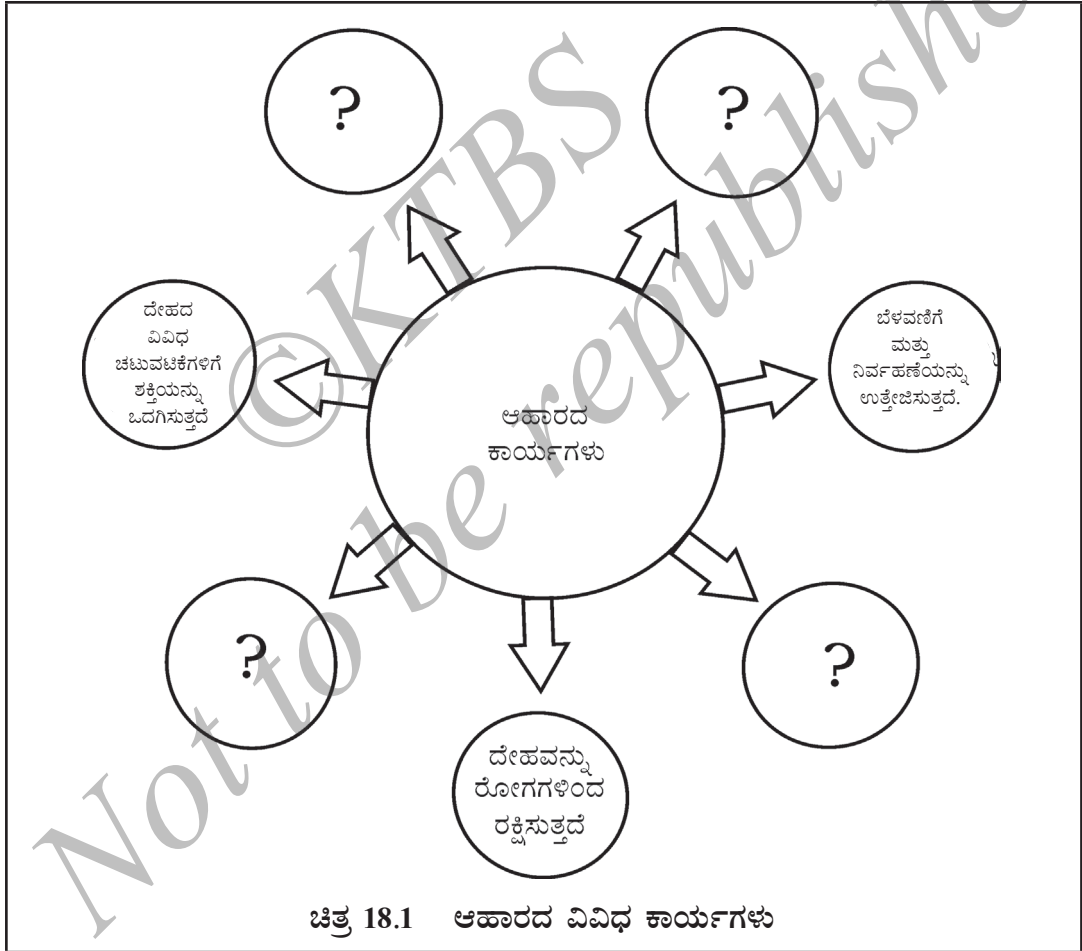 ?
?
ದೇಹದ
ವಿವಿಧ
ಚಟುವಟಿಕೆಗಳಿಗೆ
ಶಕ್ತಿಯನ್ನು
ಒದಗಿಸುತ್ತದೆ
ಬೆಳವಣಿಗೆ
ಮತ್ತು
ನಿರ್ವಹಣೆಯನ್ನು
ಉತ್ತೇಜಿಸುತ್ತದೆ.
ಆಹಾರದ
ಕಾರ್ಯಗಳು
?
?
ದೇಹವನ್ನು
ರೋಗಗಳಿಂದ
ರಕ್ಷಿಸುತ್ತದೆ
ಚಿತ್ರ 18.1 ಆಹಾರದ ವಿವಿಧ ಕಾರ್ಯಗಳು
©KTBS
Not to be republishe